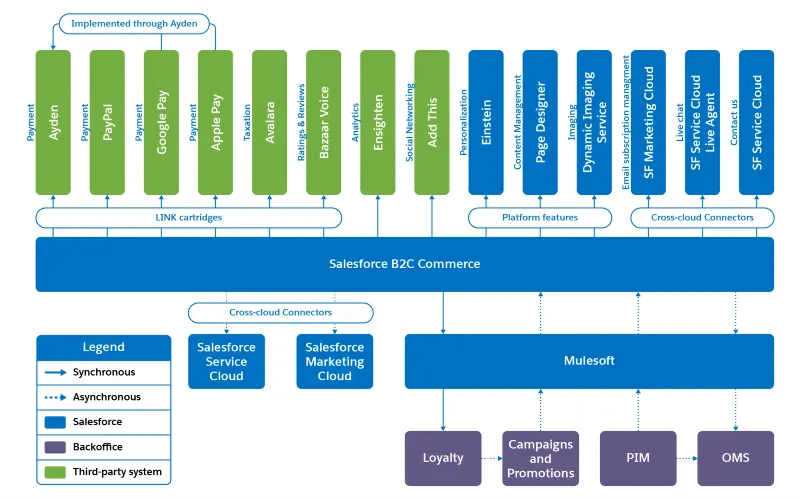 Implemented through Ayden
Payment
Ayden
Payment
PayPal
Payment
Google Pay
Payment
Apple Pay
Taxation
Avalara
Ratings & Reviews
Bazaar Voice
Analytics
Ensighten
Social Networking
Add This
Personalization
Einstein
Content Management
Page Designer
Imaging
Dynamic Imaging
Service
Email subscription managment
SF Marketing Cloud
Live chat
SF Service Cloud
Live Agent
Contact us
SF Service Cloud
LINK cartridges
Platform features
Cross-cloud Connectors
Salesforce B2C Commerce
Cross-cloud Connectors
Salesforce
Service
Cloud
Salesforce
Marketing
Cloud
Mulesoft
Legend
Synchronous
Asynchronous
Salesforce
Backoffice
Third-party system
Loyalty
Campaigns
and
Promotions
PIM
OMS